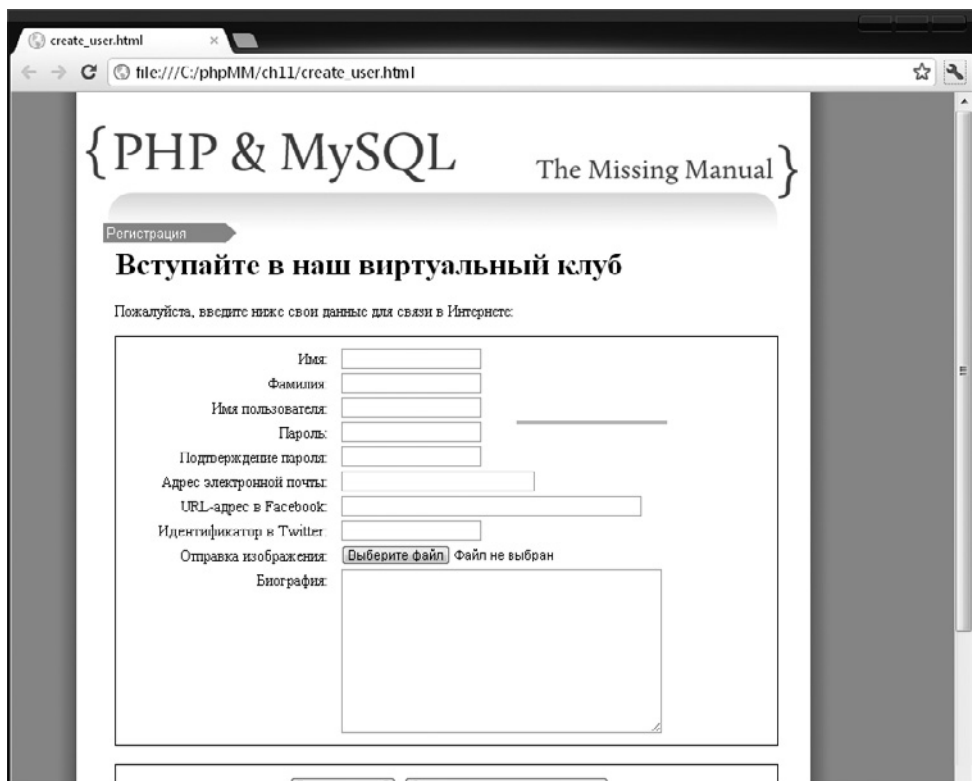 create_user.html ×
file:///C:/phpMM/ch11/create_user.html
{PHP & MySQL
The Missing Manual}
Регистрация
Вступайте в наш виртуальный клуб
Пожалуйста, введите ниже свои данные для связи в Интернете:
Имя:
Фамилия:
Имя пользователя:
Пароль:
Подтверждение пароля:
Адрес электронной почты:
URL-адрес в Facebook:
Идентификатор в Twitter:
Отправка изображения: Выберите файл Файл не выбран
Биография: